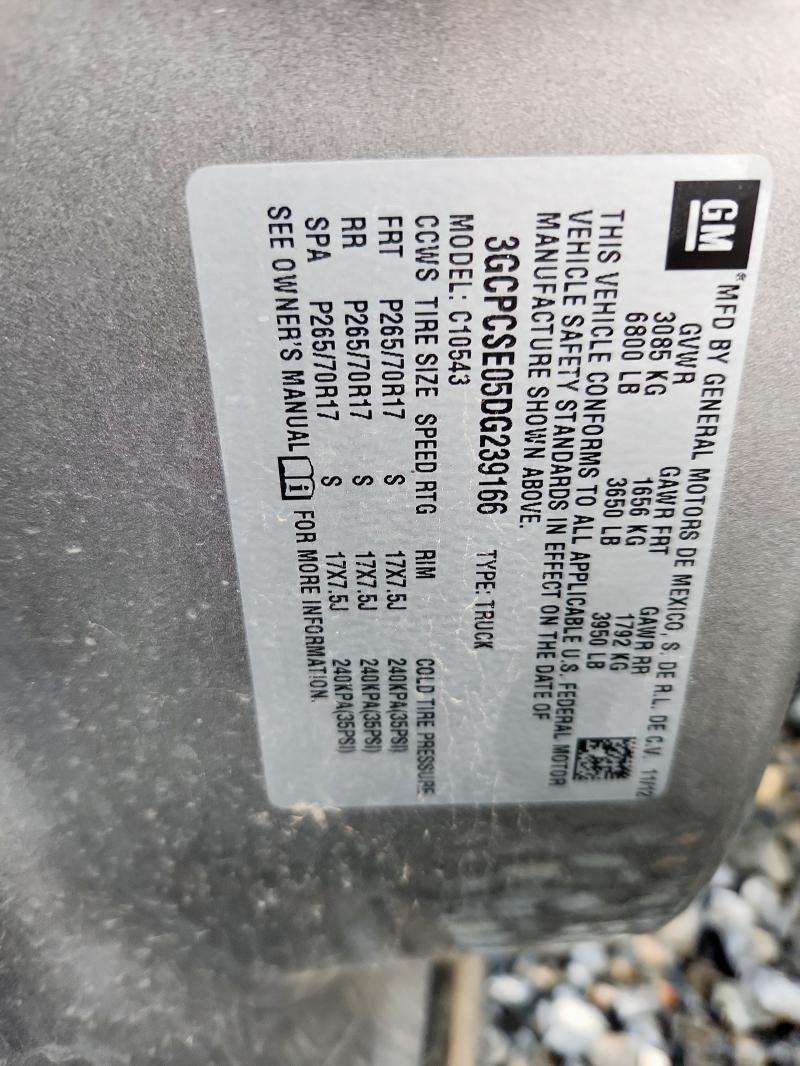 GM
*MFD BY GENERAL MOTORS DE MEXICO, S. DE R.L. DE C.V. 11/12
GVWR GAWR FRT GAWR RR
3085 KG 1656 KG 1792 KG
6800 LB 3650 LB 3950 LB
THIS VEHICLE CONFORMS TO ALL APPLICABLE U.S. FEDERAL MOTOR
VEHICLE SAFETY STANDARDS IN EFFECT ON THE DATE OF
MANUFACTURE SHOWN ABOVE.
3GCPCSE05DG239166 TYPE: TRUCK
MODEL: C10543
CCWS TIRE SIZE SPEED RTG RIM COLD TIRE PRESSURE
FRT P265/70R17 S 17X7.5J 240KPA(35PSI)
RR P265/70R17 S 17X7.5J 240KPA(35PSI)
SPA P265/70R17 S 17X7.5J 240KPA(35PSI)
SEE OWNER'S MANUAL i FOR MORE INFORMATION.